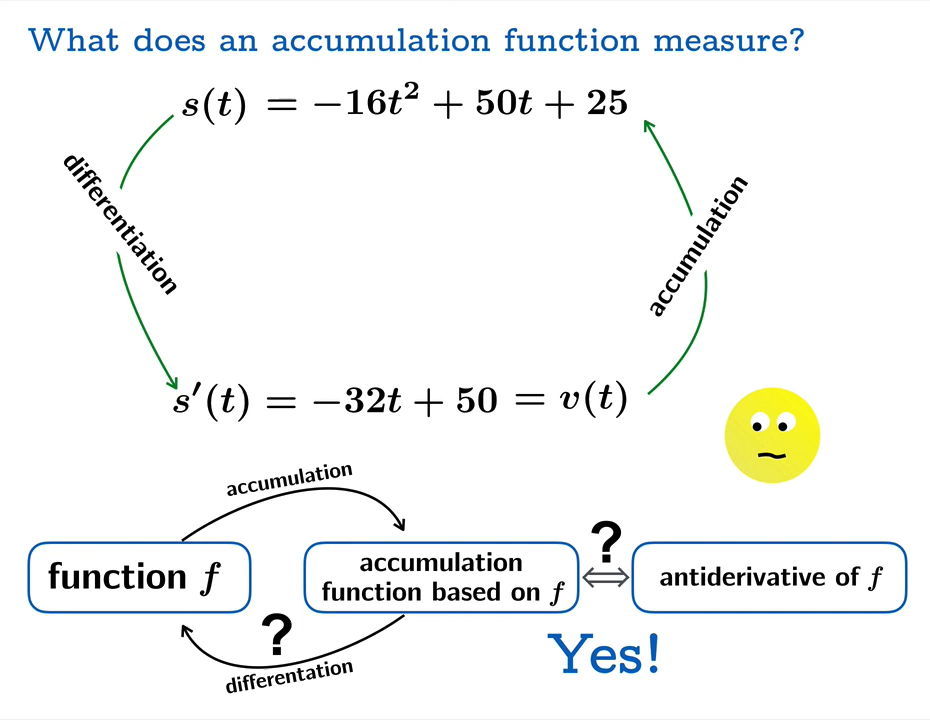 What does an accumulation function measure?
s(t) = −16t² + 50t + 25
differentiation
accumulation
s′(t) = −32t + 50 = v(t)
accumulation
function f
accumulation
function based on f
?
antiderivative of f
?
differentation
Yes!